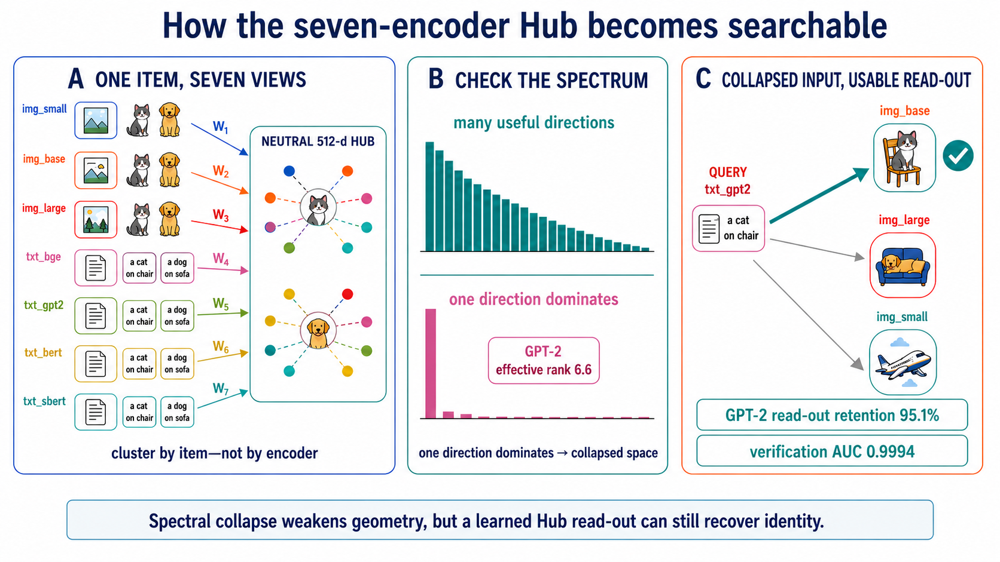 How the seven-encoder Hub becomes searchable
A ONE ITEM, SEVEN VIEWS
img_small
W1
img_base
W2
img_large
W3
txt_bge
a cat
on chair
a dog
on sofa
W4
txt_gpt2
a cat
on chair
a dog
on sofa
W5
txt_bert
a cat
on chair
a dog
on sofa
W6
txt_sbert
a cat
on chair
a dog
on sofa
W7
NEUTRAL 512-d HUB
cluster by item—not by encoder
B CHECK THE SPECTRUM
many useful directions
one direction dominates
GPT-2
effective rank 6.6
one direction dominates → collapsed space
C COLLAPSED INPUT, USABLE READ-OUT
QUERY
txt_gpt2
a cat
on chair
img_base
img_large
img_small
GPT-2 read-out retention 95.1%
verification AUC 0.9994
Spectral collapse weakens geometry, but a learned Hub read-out can still recover identity.